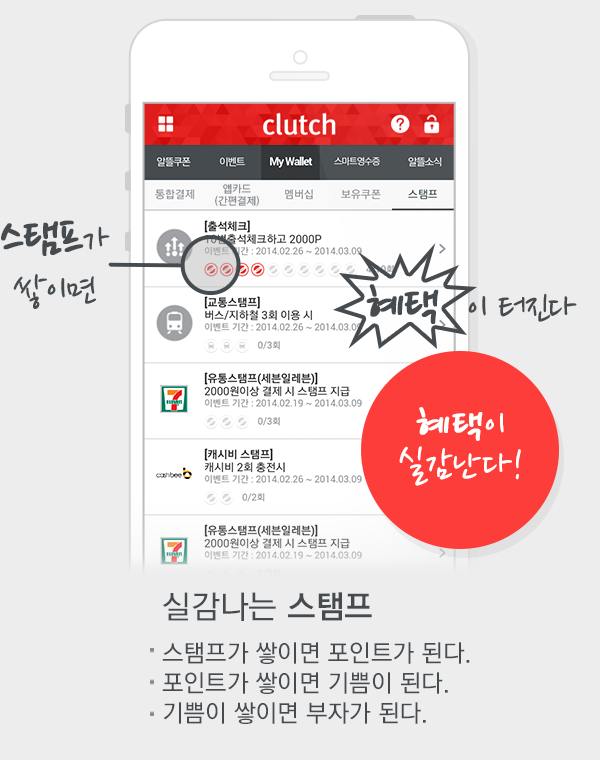 clutch
?
알뜰쿠폰 이벤트 My Wallet 스마트영수증 알뜰소식
통합결제 앱카드 멤버십 보유쿠폰 스탬프
(간편결제)
스탬프가
쌓이면
[출석체크]
10번출석체크하고 2000P
이벤트 기간 : 2014.02.26 ~ 2014.03.09
혜택이 터진다
[교통스탬프]
버스/지하철 3회 이용 시
이벤트 기간 : 2014.02.26 ~ 2014.03.09
0/3회
[유통스탬프(세븐일레븐)]
2000원이상 결제 시 스탬프 지급
이벤트 기간 : 2014.02.19 ~ 2014.03.09
0/3회
7
ELEVEN
혜택이
실감난다!
[캐시비 스탬프]
캐시비 2회 충전시
이벤트 기간 : 2014.02.26 ~ 2014.03.09
0/2회
cashbee
[유통스탬프(세븐일레븐)]
2000원이상 결제 시 스탬프 지급
이벤트 기간 : 2014.02.19 ~ 2014.03.09
7
ELEVEN
실감나는 스탬프
· 스탬프가 쌓이면 포인트가 된다.
· 포인트가 쌓이면 기쁨이 된다.
· 기쁨이 쌓이면 부자가 된다.